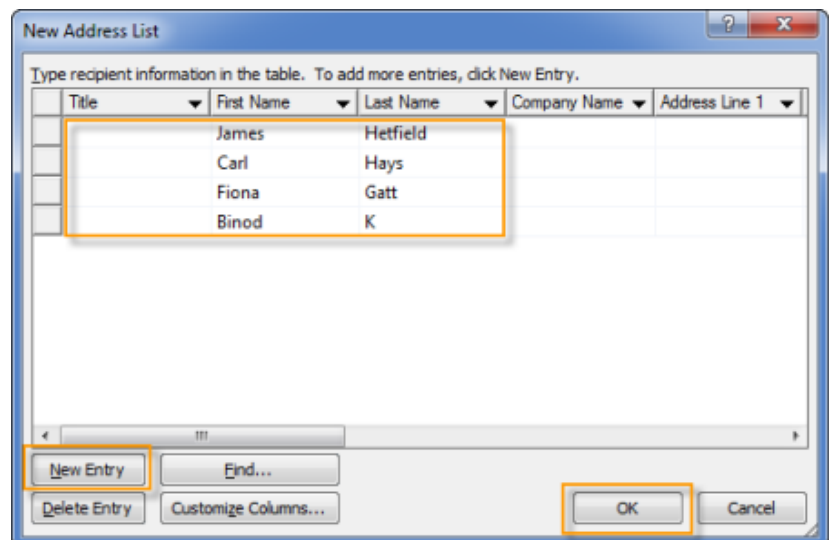 New Address List
Type recipient information in the table. To add more entries, click New Entry.
Title First Name Last Name Company Name Address Line 1
James Hetfield
Carl Hays
Fiona Gatt
Binod K
New Entry Find...
Delete Entry Customize Columns... OK Cancel